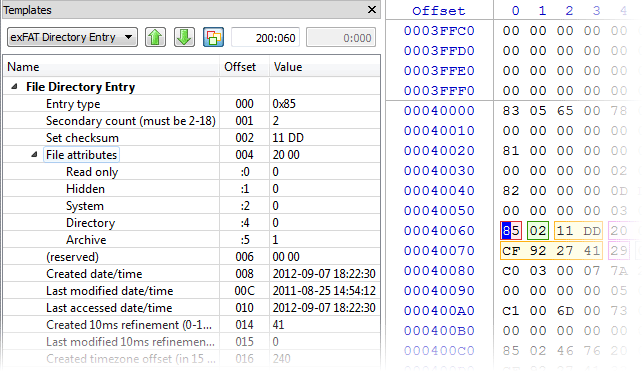 Templates
exFAT Directory Entry 200:060 0:000
Name Offset Value
File Directory Entry
Entry type 000 0x85
Secondary count (must be 2-18) 001 2
Set checksum 002 11 DD
File attributes 004 20 00
Read only :0 0
Hidden :1 0
System :2 0
Directory :4 0
Archive :5 1
(reserved) 006 00 00
Created date/time 008 2012-09-07 18:22:30
Last modified date/time 00C 2011-08-25 14:54:12
Last accessed date/time 010 2012-09-07 18:22:30
Created 10ms refinement (0-1... 014 41
Last modified 10ms refinemen... 015 0
Created timezone offset (in 15 ... 016 240
Offset 0 1 2 3 4
0003FFC0 00 00 00 00 00
0003FFD0 00 00 00 00 00
0003FFE0 00 00 00 00 00
0003FFF0 00 00 00 00 00
00040000 83 05 65 00 78
00040010 00 00 00 00 00
00040020 81 00 00 00 00
00040030 00 00 00 00 00
00040040 82 00 00 00 0D
00040050 00 00 00 00 03
00040060 85 02 11 DD 20
00040070 CF 92 27 41 29
00040080 C0 03 00 07 7A
00040090 00 00 00 00 05
000400A0 C1 00 6D 00 73
000400B0 00 00 00 00 00
000400C0 85 02 46 76 20